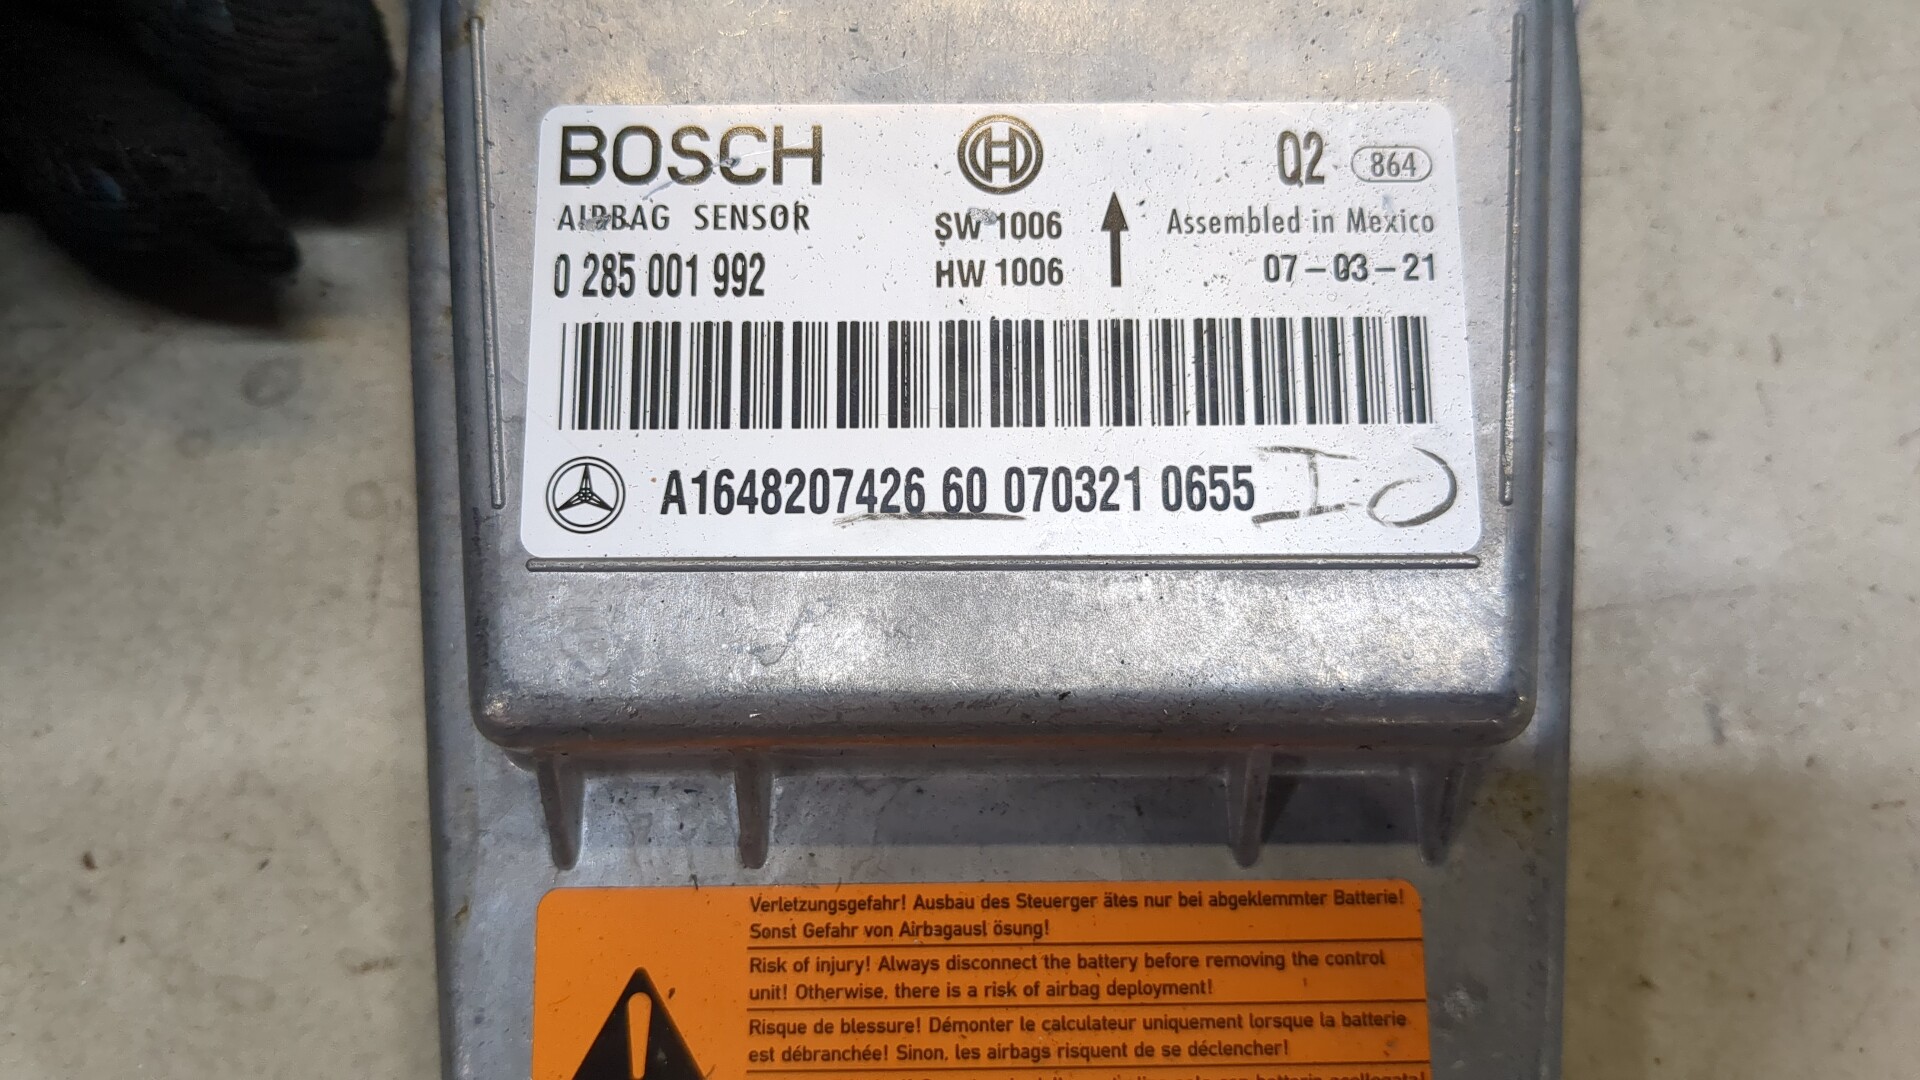 BOSCH
Q2 864
AIRBAG SENSOR
SW 1006
Assembled in Mexico
0 285 001 992
HW 1006
07-03-21
A1648207426 60 070321 0655 IO
Verletzungsgefahr! Ausbau des Steuerger ätes nur bei abgeklemmter Batterie!
Sonst Gefahr von Airbagausl ösung!
Risk of injury! Always disconnect the battery before removing the control
unit! Otherwise, there is a risk of airbag deployment!
Risque de blessure! Démonter le calculateur uniquement lorsque la batterie
est débranchée! Sinon, les airbags risquent de se déclencher!